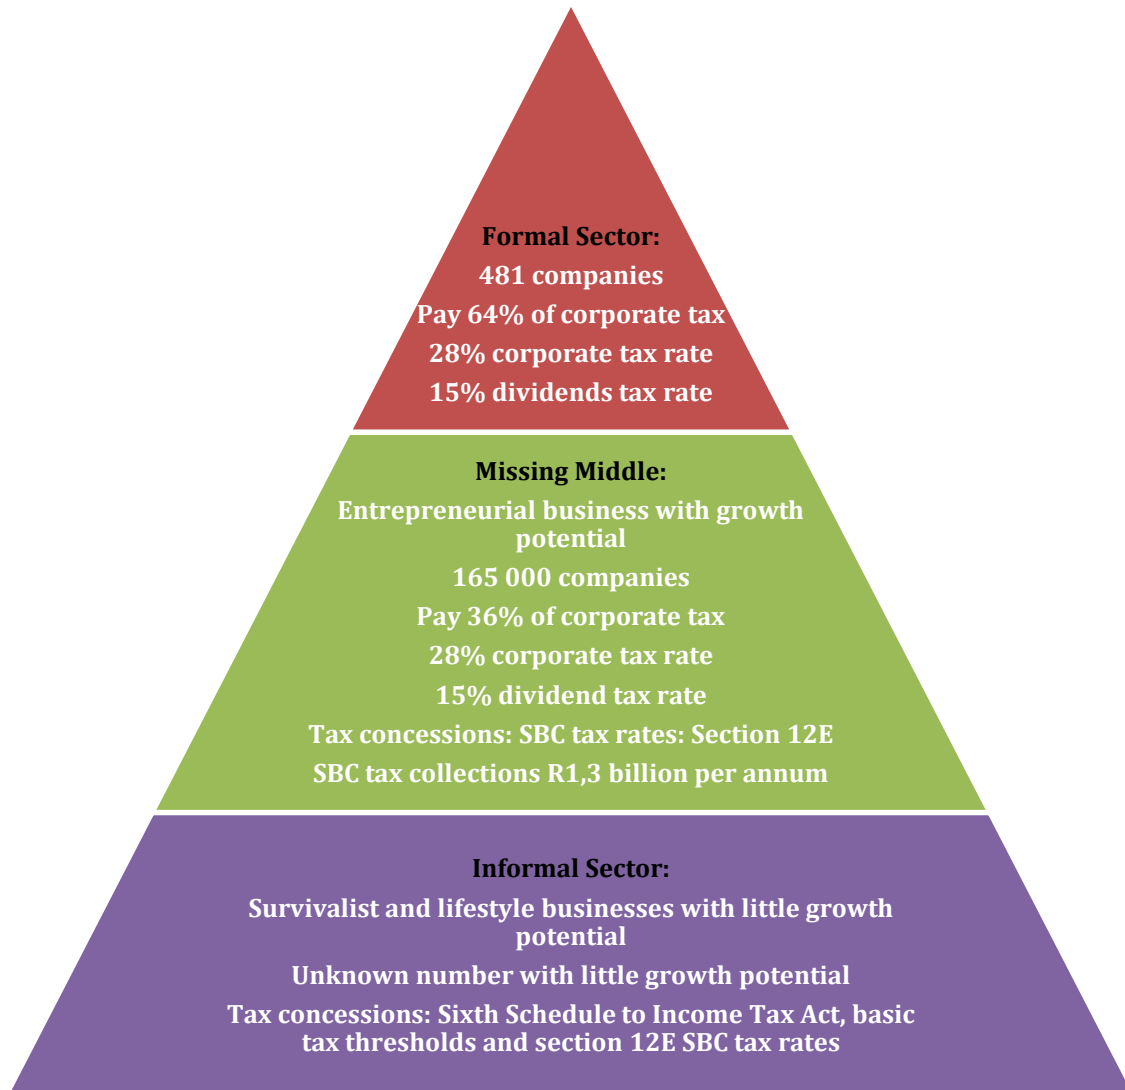 Formal Sector:
481 companies
Pay 64% of corporate tax
28% corporate tax rate
15% dividends tax rate
Missing Middle:
Entrepreneurial business with growth
potential
165 000 companies
Pay 36% of corporate tax
28% corporate tax rate
15% dividend tax rate
Tax concessions: SBC tax rates: Section 12E
SBC tax collections R1,3 billion per annum
Informal Sector:
Survivalist and lifestyle businesses with little growth
potential
Unknown number with little growth potential
Tax concessions: Sixth Schedule to Income Tax Act, basic
tax thresholds and section 12E SBC tax rates